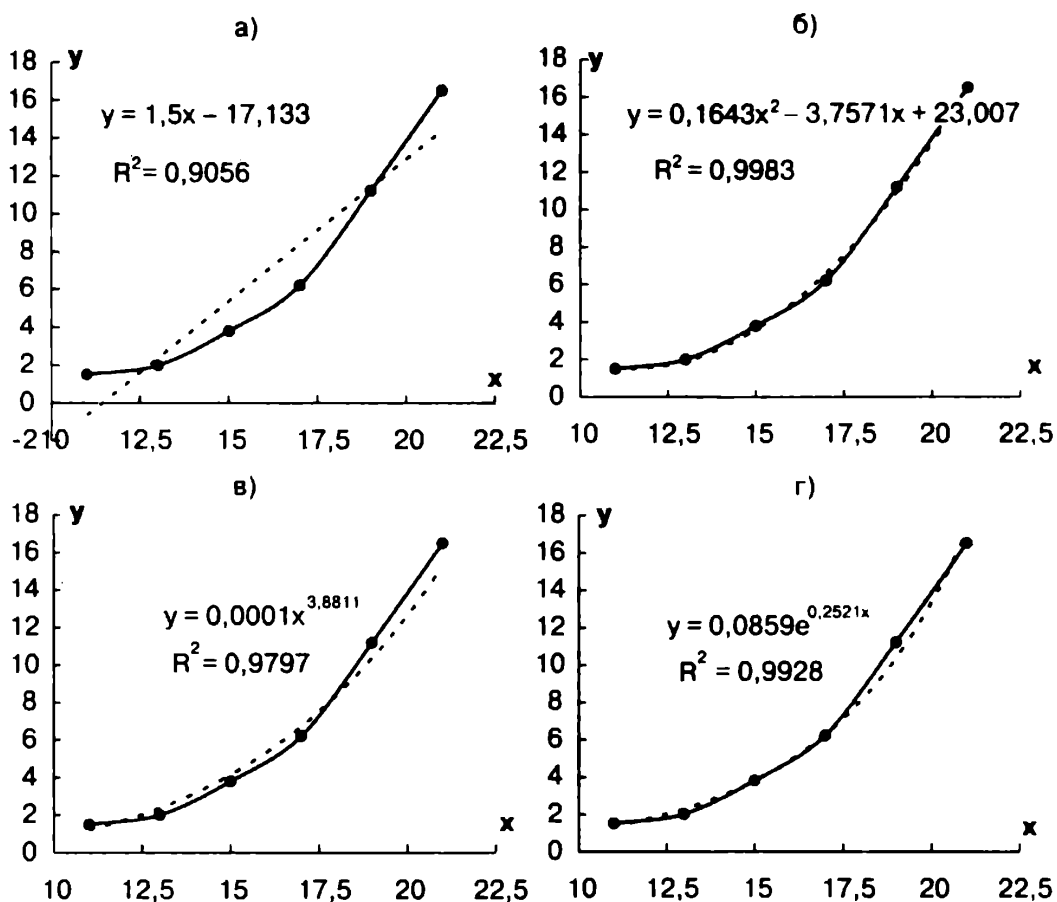 а)
18
y
16
y = 1,5x – 17,133
14
R² = 0,9056
12
10
8
6
4
2
x
0
-2
10 12,5 15 17,5 20 22,5
б)
18
y
16
y = 0,1643x² – 3,7571x + 23,007
14
R² = 0,9983
12
10
8
6
4
2
x
0
10 12,5 15 17,5 20 22,5
в)
18
y
16
14
12
y = 0,0001x³,⁸⁸¹¹
10
R² = 0,9797
8
6
4
2
x
0
10 12,5 15 17,5 20 22,5
г)
18
y
16
14
12
y = 0,0859e⁰,²⁵²¹ˣ
10
R² = 0,9928
8
6
4
2
x
0
10 12,5 15 17,5 20 22,5